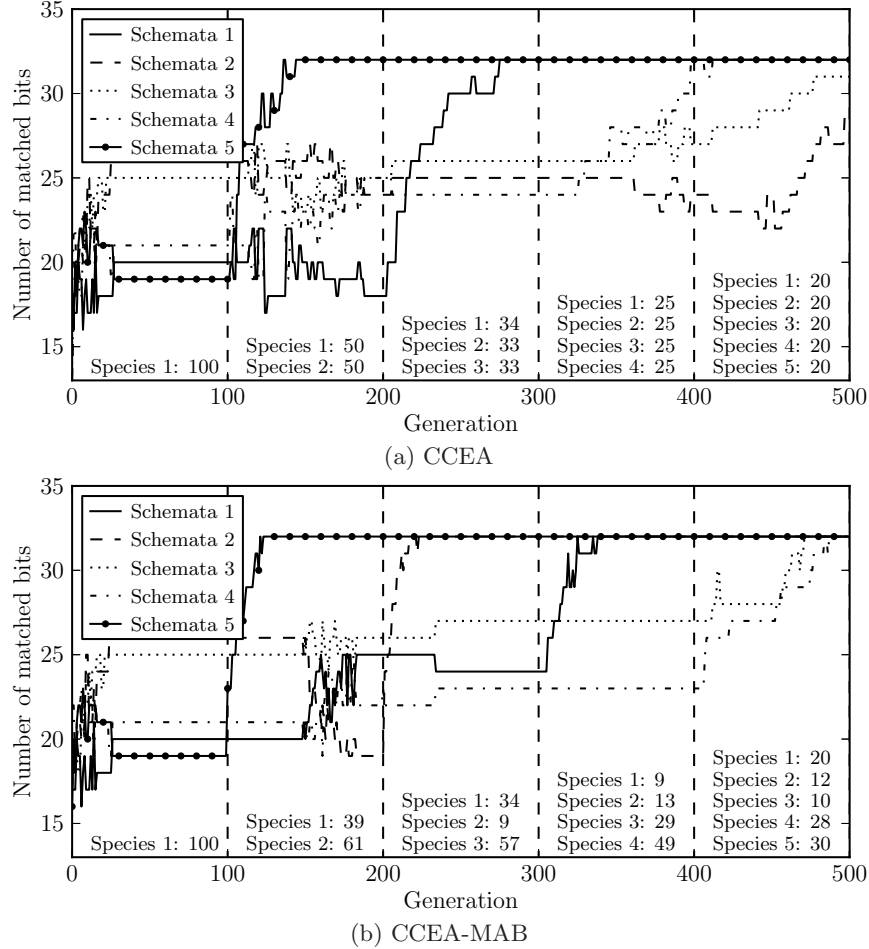 35
30
25
20
15
Number of matched bits
Schemata 1
Schemata 2
Schemata 3
Schemata 4
Schemata 5
Species 1: 100
Species 1: 50
Species 2: 50
Species 1: 34
Species 2: 33
Species 3: 33
Species 1: 25
Species 2: 25
Species 3: 25
Species 4: 25
Species 1: 20
Species 2: 20
Species 3: 20
Species 4: 20
Species 5: 20
0 100 200 300 400 500
Generation
(a) CCEA
35
30
25
20
15
Number of matched bits
Schemata 1
Schemata 2
Schemata 3
Schemata 4
Schemata 5
Species 1: 100
Species 1: 39
Species 2: 61
Species 1: 34
Species 2: 9
Species 3: 57
Species 1: 9
Species 2: 13
Species 3: 29
Species 4: 49
Species 1: 20
Species 2: 12
Species 3: 10
Species 4: 28
Species 5: 30
0 100 200 300 400 500
Generation
(b) CCEA-MAB